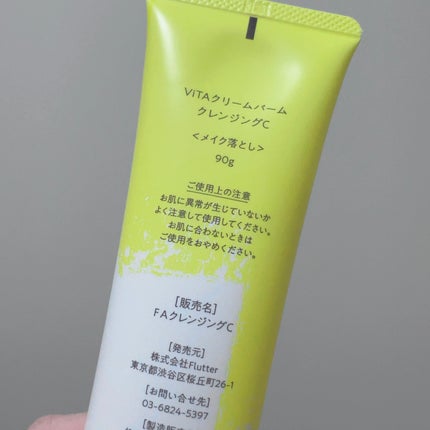 ViTAクリームバーム
クレンジングC
<メイク落とし>
90g
ご使用上の注意
お肌に異常が生じていないか
よく注意して使用してください。
お肌に合わないときは
ご使用をおやめください。
[販売名]
FAクレンジングC
[発売元]
株式会社Flutter
東京都渋谷区桜丘町26-1
[お問い合せ先]
03-6824-5397
[製造販売